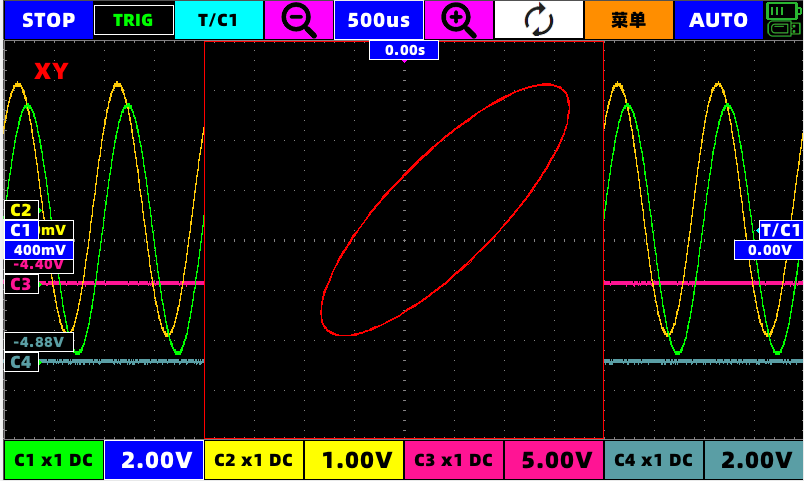 STOP TRIG T/C1 500us 菜单 AUTO
0.00s
XY
C2
C1 mV T/C1
400mV 0.00V
-4.40V
C3
-4.88V
C4
C1 x1 DC 2.00V C2 x1 DC 1.00V C3 x1 DC 5.00V C4 x1 DC 2.00V